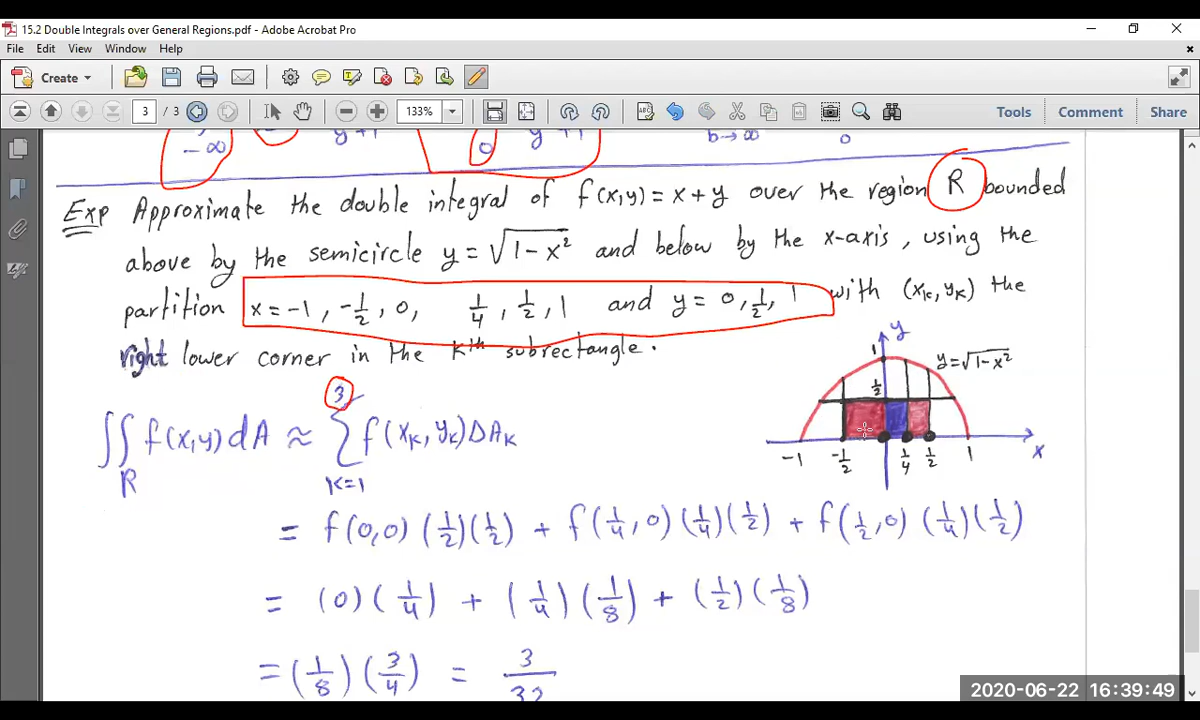 15.2 Double Integrals over General Regions.pdf - Adobe Acrobat Pro
File Edit View Window Help
Create
3 / 3 133% Tools Comment Share
-∞ y+1 0 y+1 b→∞ 0
Exp Approximate the double integral of f(x,y) = x + y over the region R bounded
above by the semicircle y = √(1-x²) and below by the x-axis, using the
partition x = -1, -1/2, 0, 1/4, 1/2, 1 and y = 0, 1/2, 1 with (xₖ, yₖ) the
right lower corner in the kth subrectangle.
y
1
y = √(1-x²)
1/2
-1 -1/2 1/4 1/2 1 x
∬_R f(x,y) dA ≈ ∑_{k=1}^{3} f(xₖ, yₖ) ΔAₖ
= f(0,0) (1/2)(1/2) + f(1/4, 0) (1/4)(1/2) + f(1/2, 0) (1/4)(1/2)
= (0)(1/4) + (1/4)(1/8) + (1/2)(1/8)
= (1/8)(3/4) = 3/32
2020-06-22 16:39:49